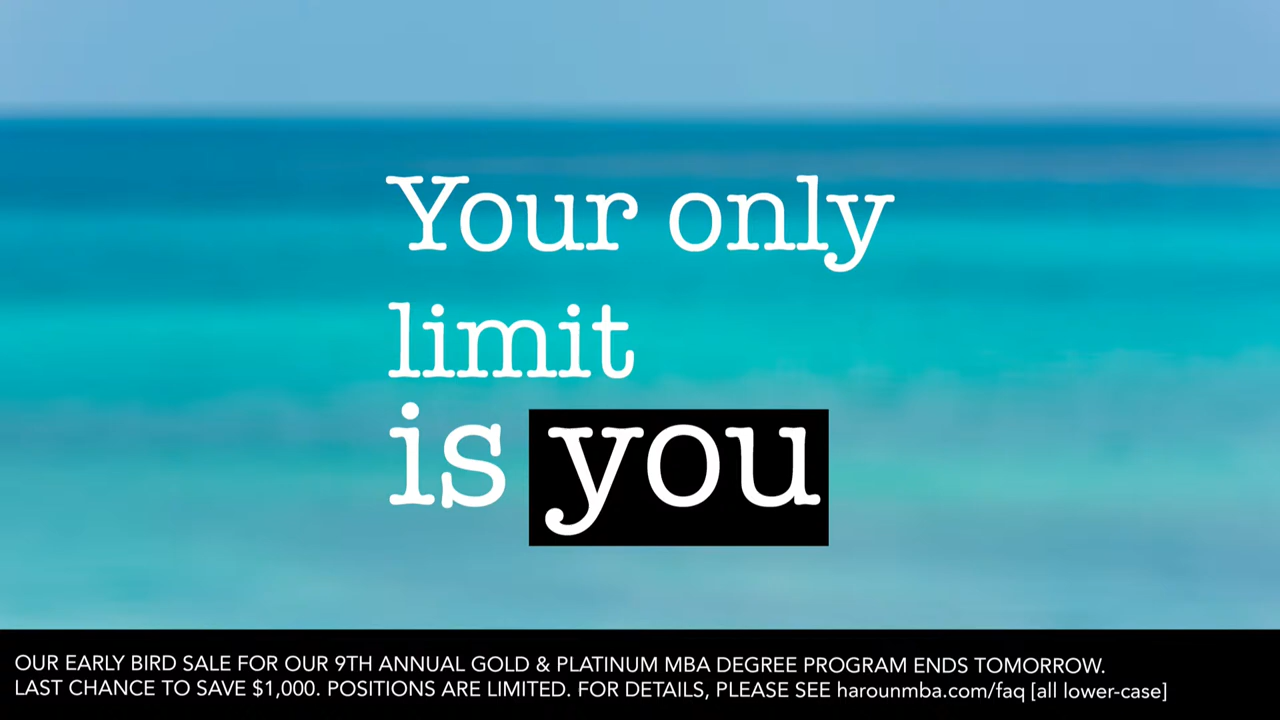 Your only
limit
is you
OUR EARLY BIRD SALE FOR OUR 9TH ANNUAL GOLD & PLATINUM MBA DEGREE PROGRAM ENDS TOMORROW.
LAST CHANCE TO SAVE $1,000. POSITIONS ARE LIMITED. FOR DETAILS, PLEASE SEE harounmba.com/faq [all lower-case]